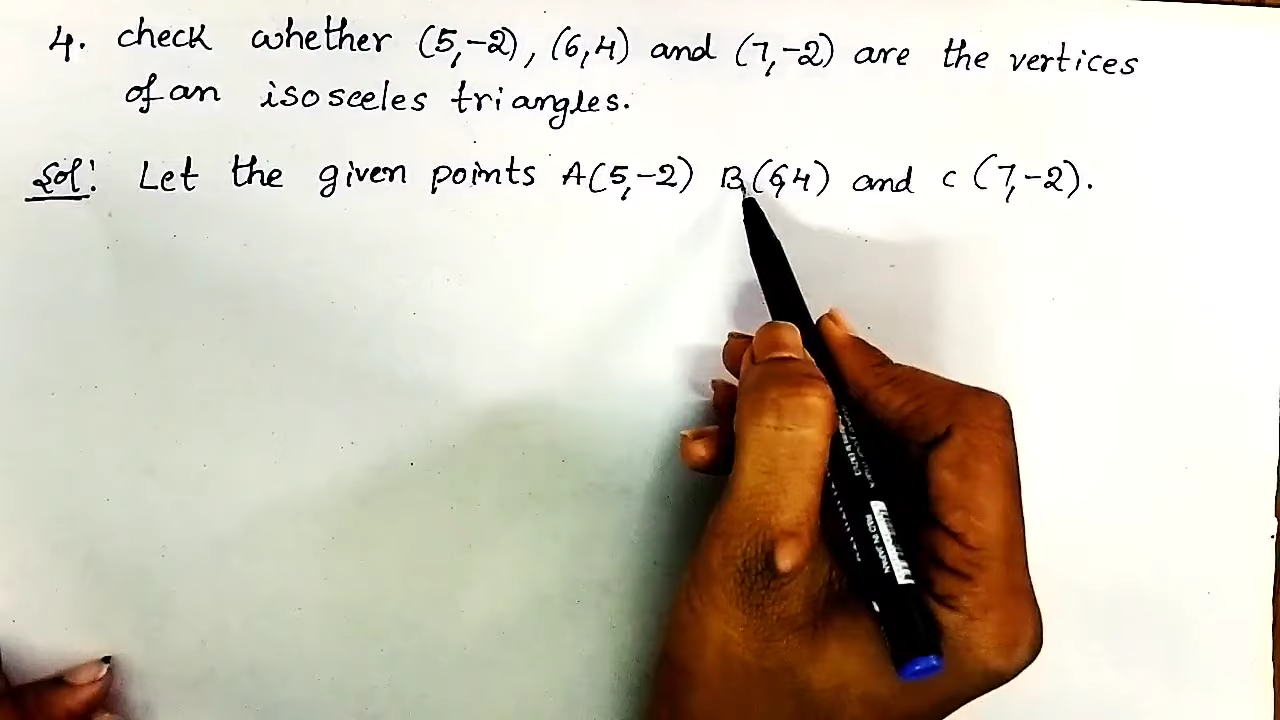 4. check whether (5,-2), (6,4) and (7,-2) are the vertices
of an isosceles triangles.
Sol: Let the given points A(5,-2) B(6,4) and C (7,-2).